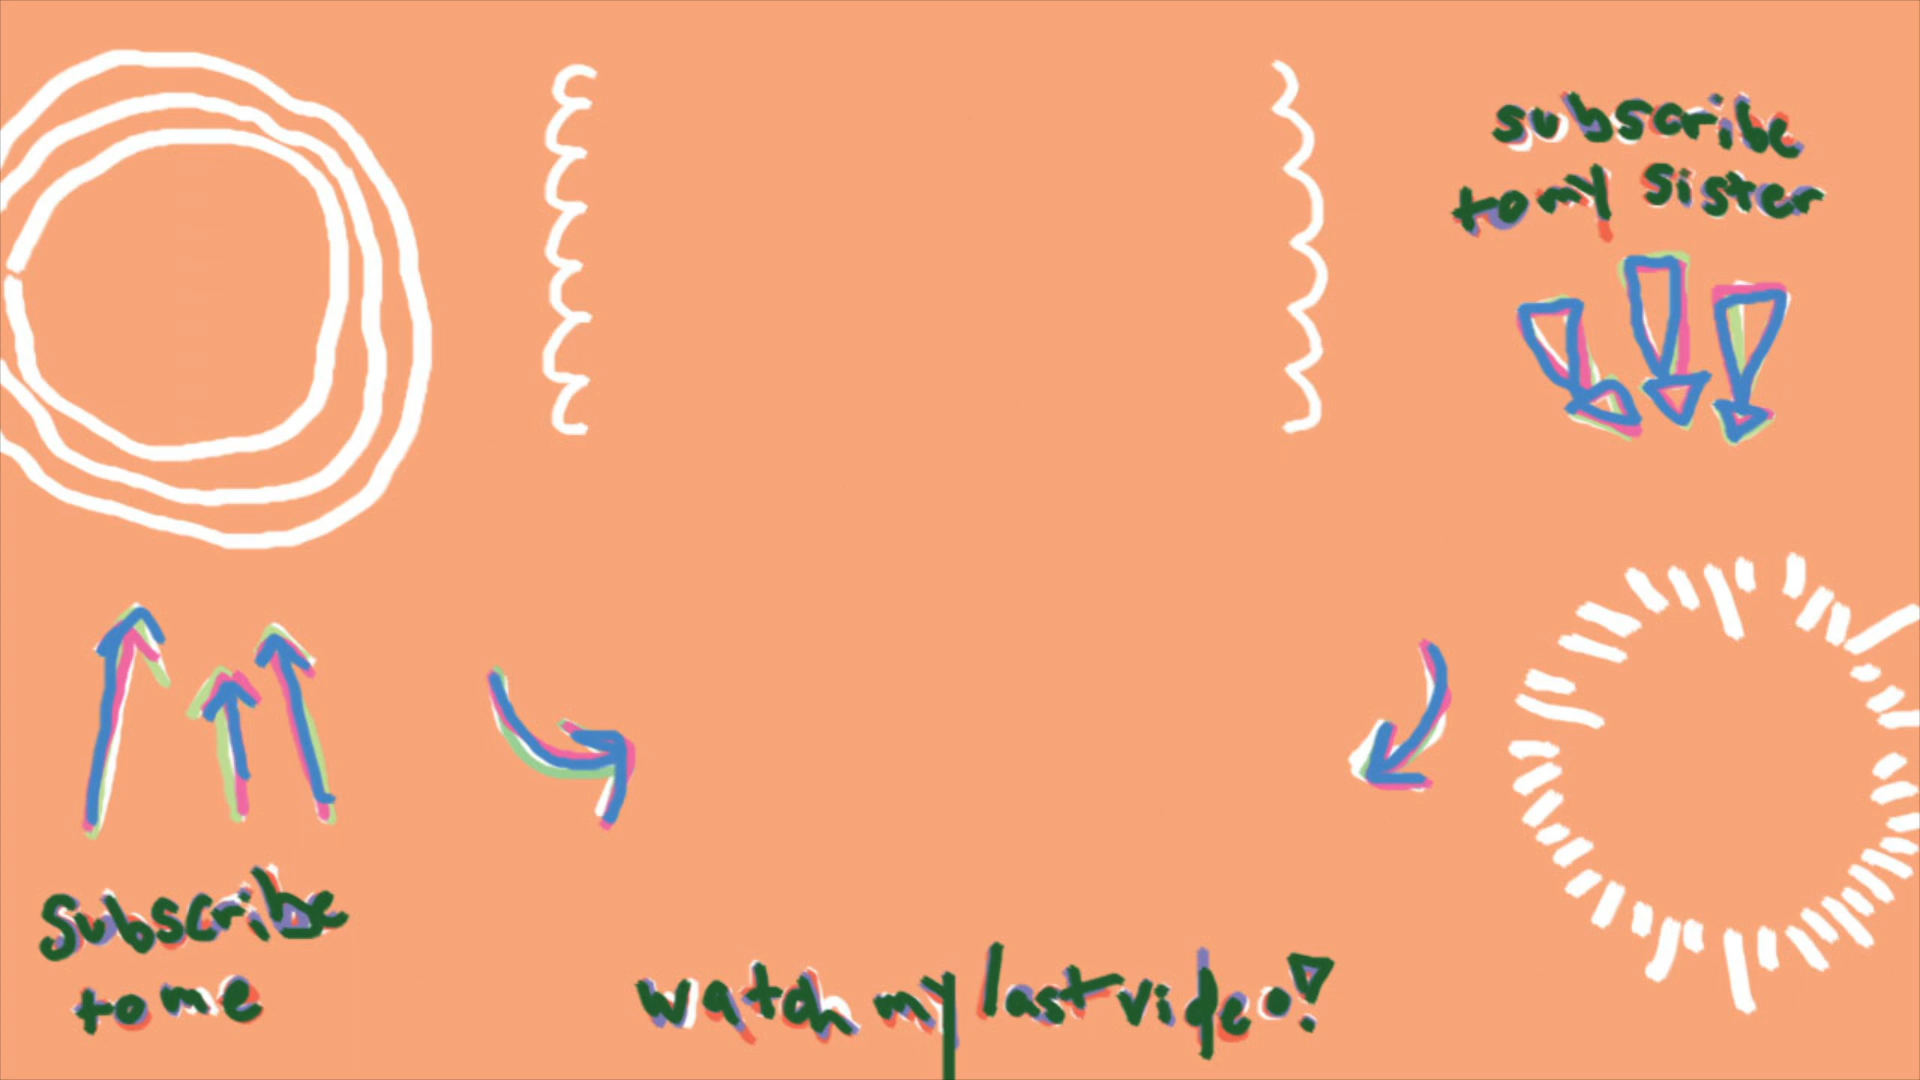 subscribe
to my sister
subscribe
to me
watch my last video!